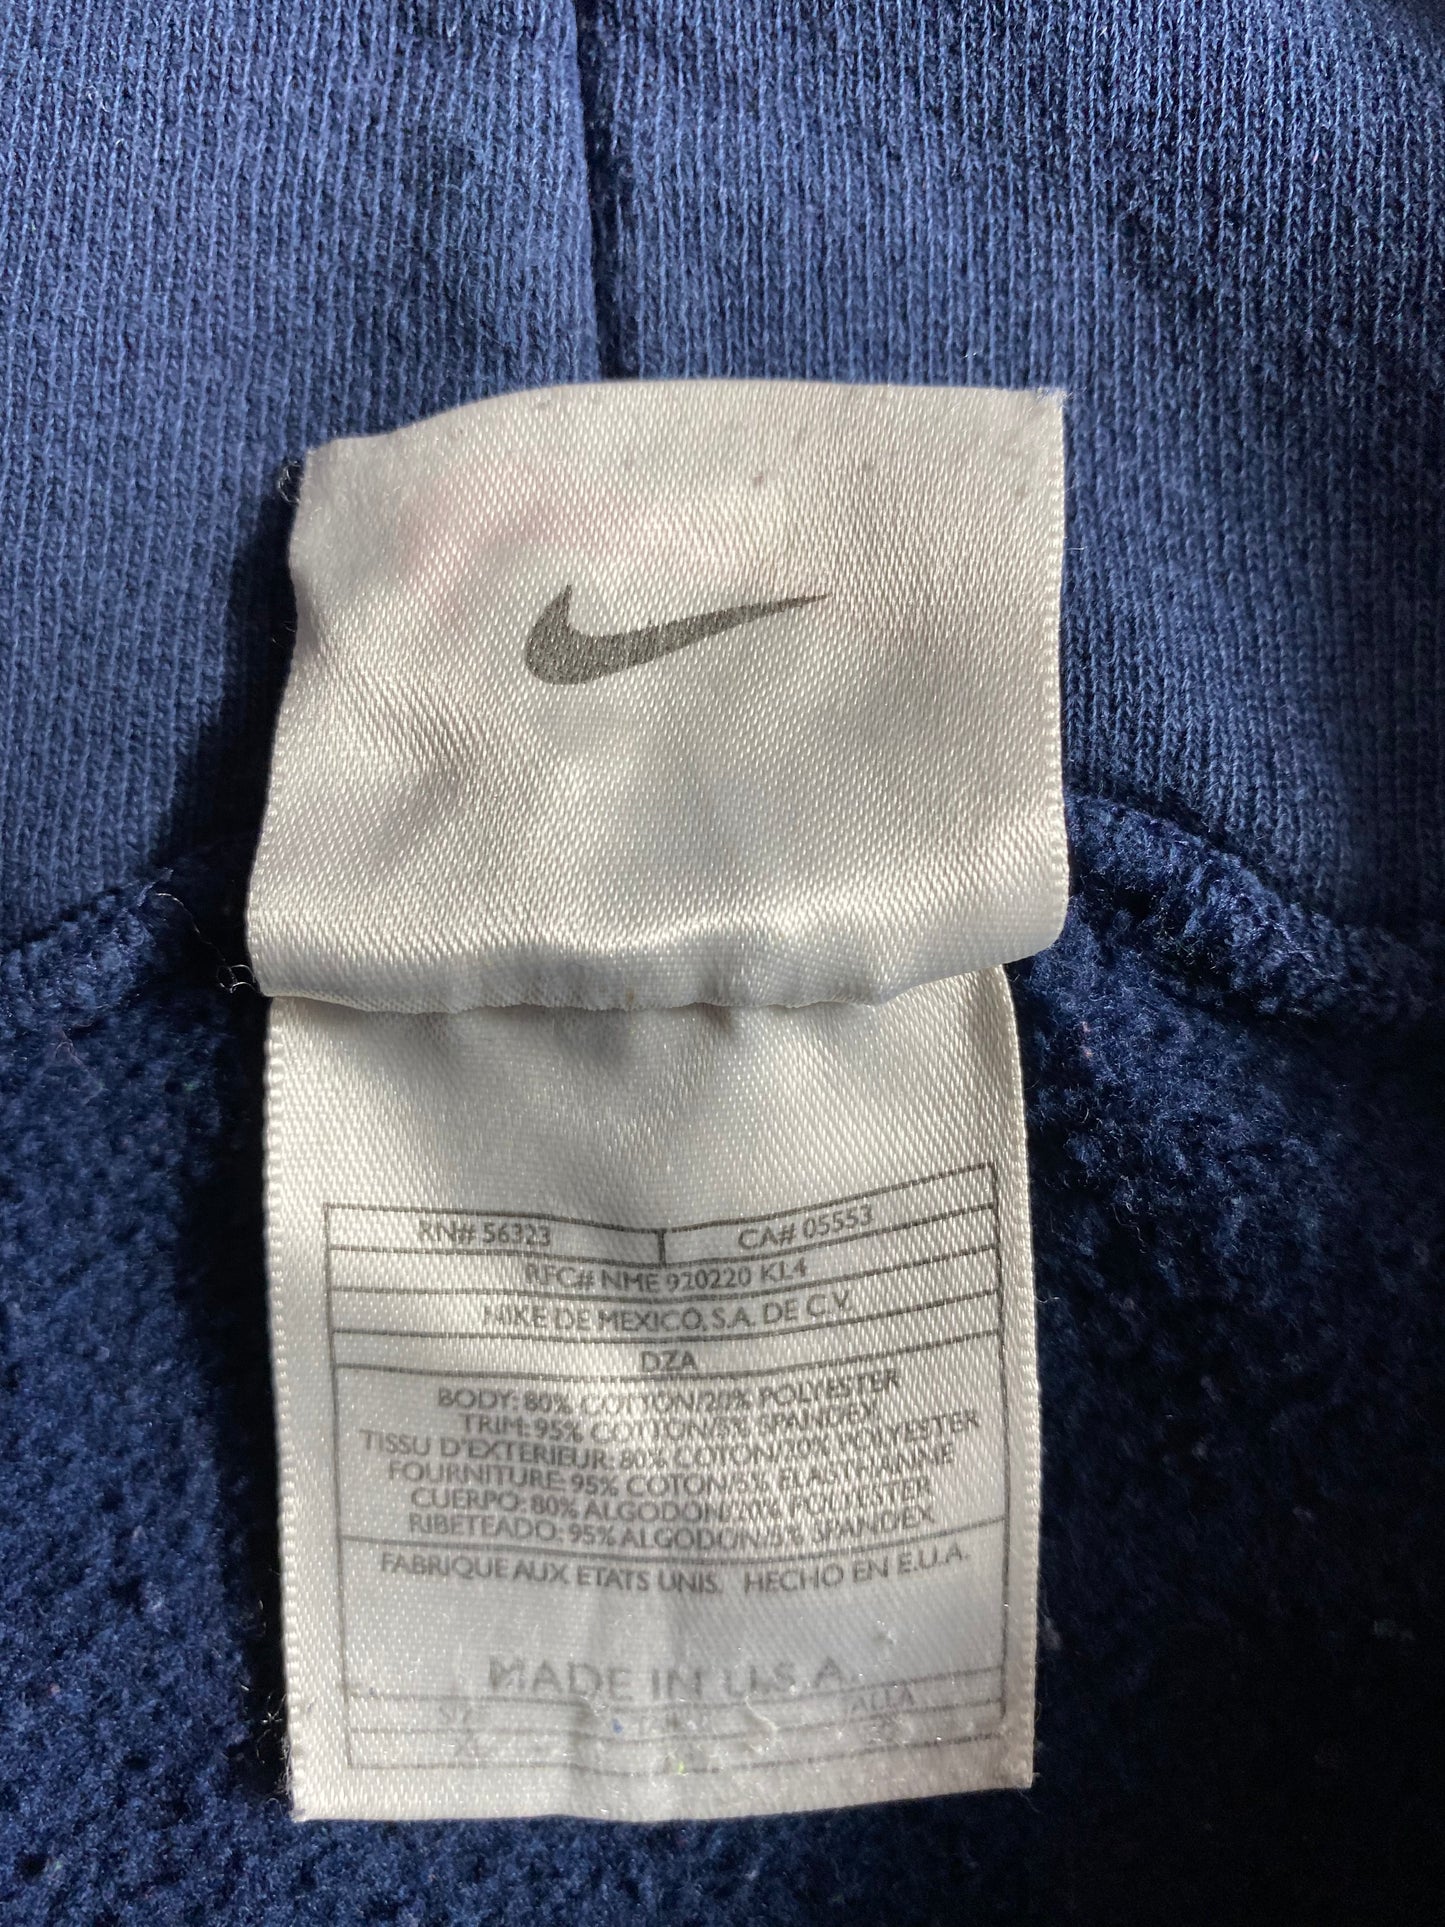 RN# 56323 CA# 05553
RFC# NME 920220 KL4
NIKE DE MEXICO, S.A. DE C.V.
DZA
BODY: 80% COTTON/20% POLYESTER
TRIM: 95% COTTON/5% SPANDEX
TISSU D'EXTERIEUR: 80% COTON/20% POLYESTER
FOURNITURE: 95% COTON/5% ELASTHANNE
CUERPO: 80% ALGODON/20% POLYESTER
RIBETEADO: 95% ALGODON/5% SPANDEX
FABRIQUE AUX ETATS UNIS. HECHO EN E.U.A.
MADE IN U.S.A.